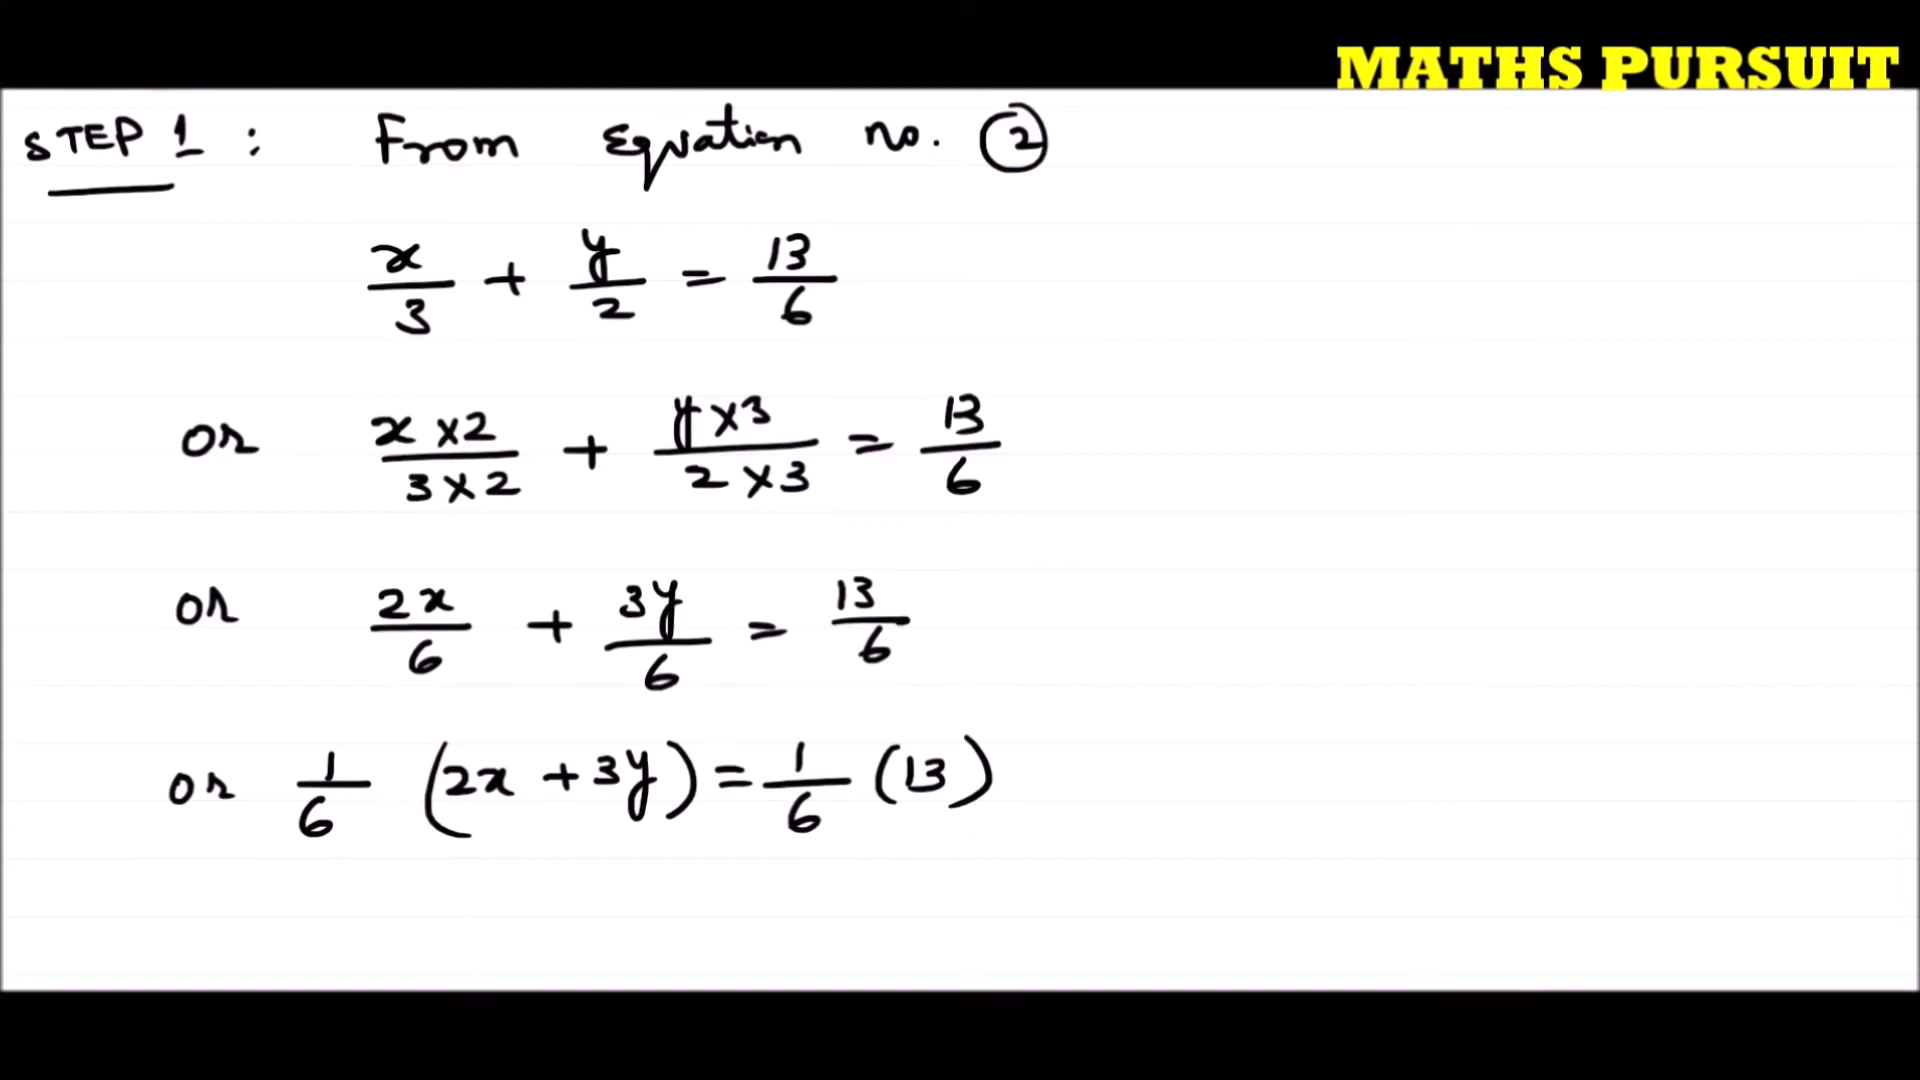 MATHS PURSUIT
STEP 1 : From Equation no. ②
x/3 + y/2 = 13/6
or x×2/3×2 + y×3/2×3 = 13/6
or 2x/6 + 3y/6 = 13/6
or 1/6 (2x + 3y) = 1/6 (13)